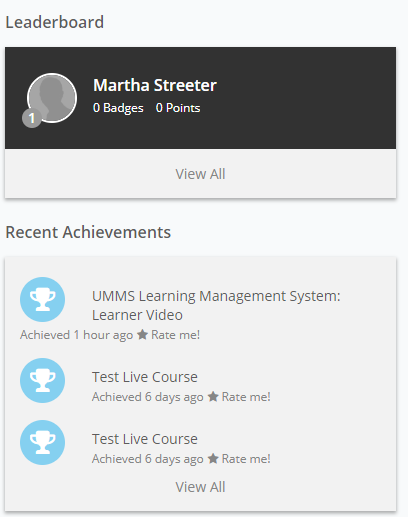 Leaderboard
Martha Streeter
0 Badges 0 Points
1
View All
Recent Achievements
UMMS Learning Management System:
Learner Video
Achieved 1 hour ago ★ Rate me!
Test Live Course
Achieved 6 days ago ★ Rate me!
Test Live Course
Achieved 6 days ago ★ Rate me!
View All